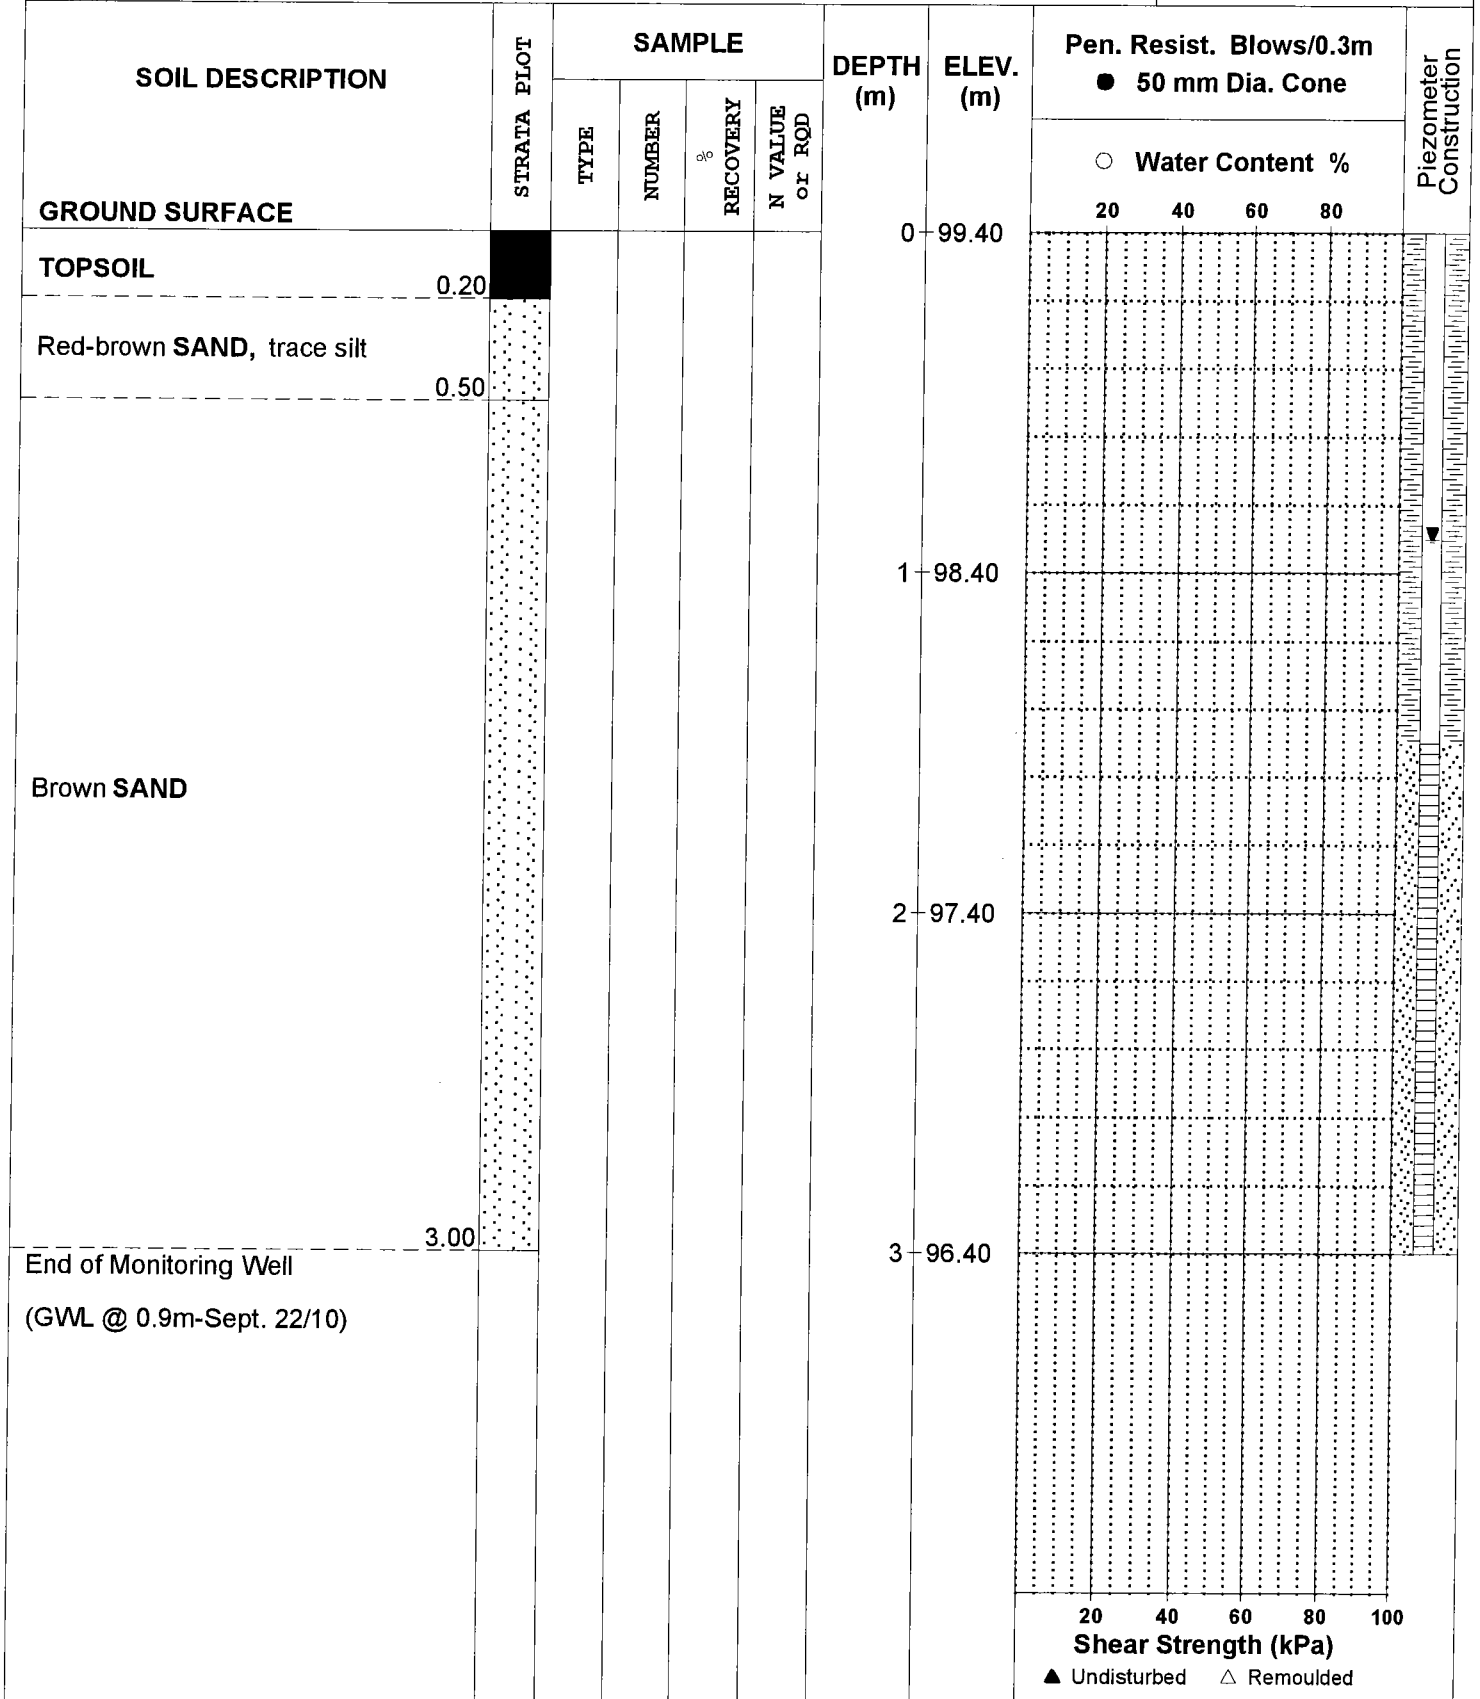 SOIL DESCRIPTION
GROUND SURFACE
STRATA PLOT
SAMPLE
TYPE
NUMBER
% RECOVERY
N VALUE
or RQD
DEPTH
(m)
ELEV.
(m)
Pen. Resist. Blows/0.3m
● 50 mm Dia. Cone
○ Water Content %
20 40 60 80
Piezometer
Construction
0 99.40
TOPSOIL
0.20
Red-brown SAND, trace silt
0.50
1 98.40
Brown SAND
2 97.40
3.00
3 96.40
End of Monitoring Well
(GWL @ 0.9m-Sept. 22/10)
20 40 60 80 100
Shear Strength (kPa)
▲ Undisturbed △ Remoulded